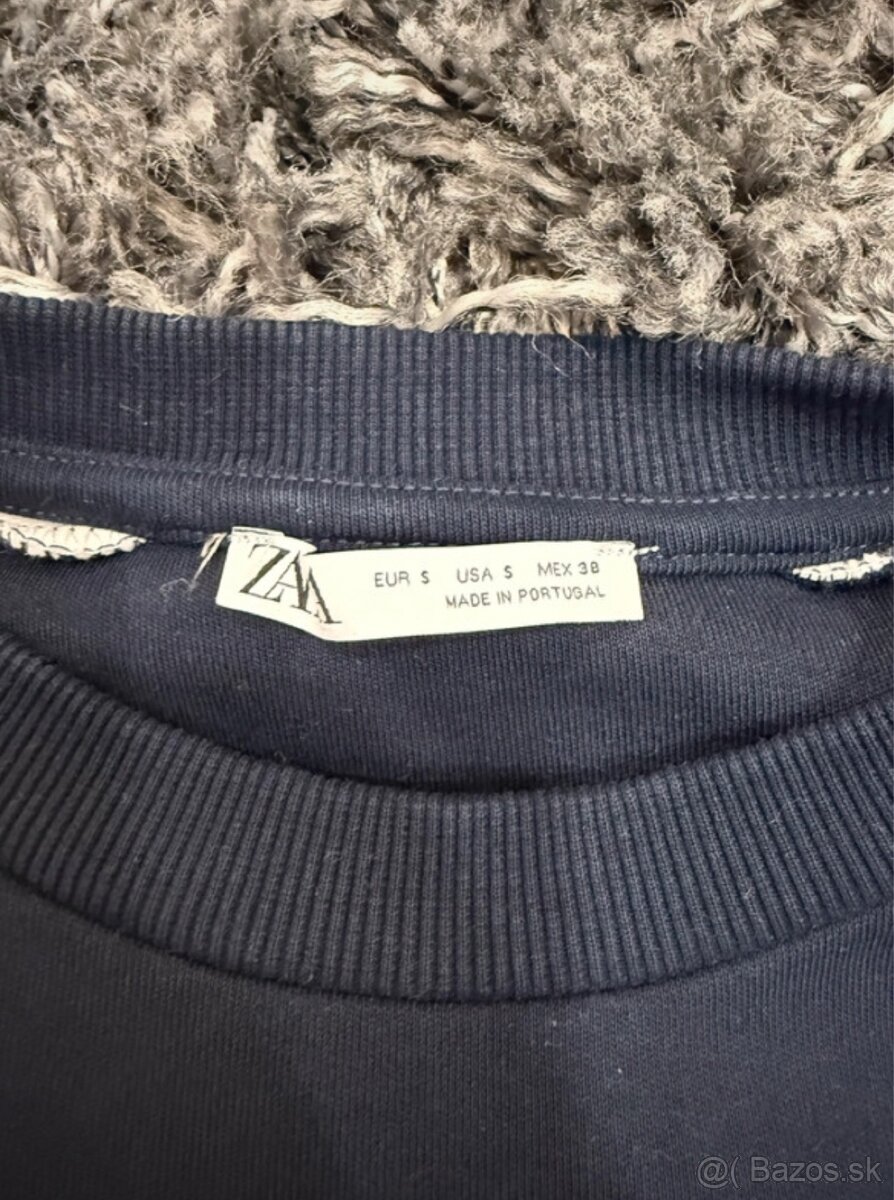 ZARA
EUR S USA S MEX 38
MADE IN PORTUGAL
@( Bazos.sk